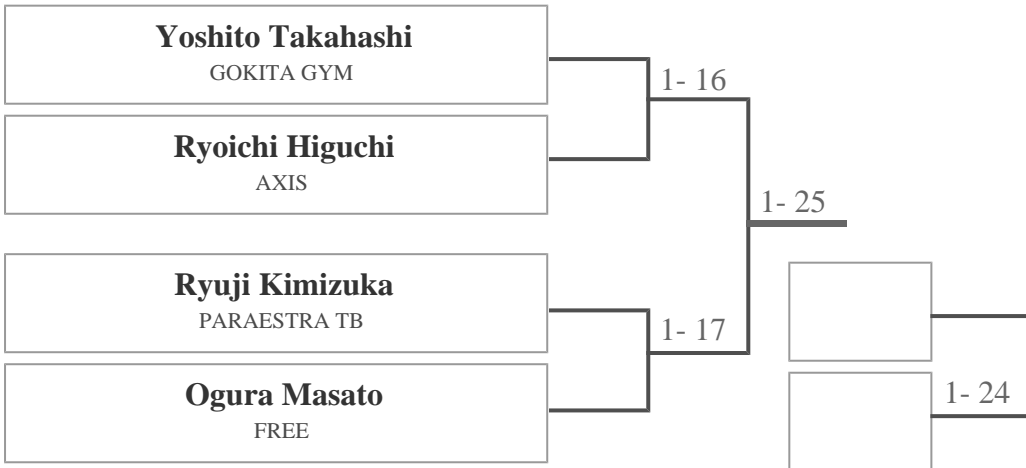 Yoshito Takahashi
GOKITA GYM
1- 16
Ryoichi Higuchi
AXIS
1- 25
Ryuji Kimizuka
PARAESTRA TB
1- 17
Ogura Masato
FREE
1- 24